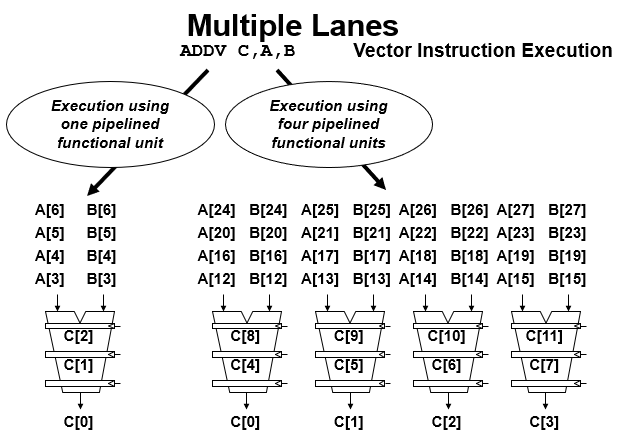 Multiple Lanes
ADDV C,A,B Vector Instruction Execution
Execution using
one pipelined
functional unit
Execution using
four pipelined
functional units
A[6] B[6]
A[5] B[5]
A[4] B[4]
A[3] B[3]
C[2]
C[1]
C[0]
A[24] B[24] A[25] B[25] A[26] B[26] A[27] B[27]
A[20] B[20] A[21] B[21] A[22] B[22] A[23] B[23]
A[16] B[16] A[17] B[17] A[18] B[18] A[19] B[19]
A[12] B[12] A[13] B[13] A[14] B[14] A[15] B[15]
C[8] C[9] C[10] C[11]
C[4] C[5] C[6] C[7]
C[0] C[1] C[2] C[3]